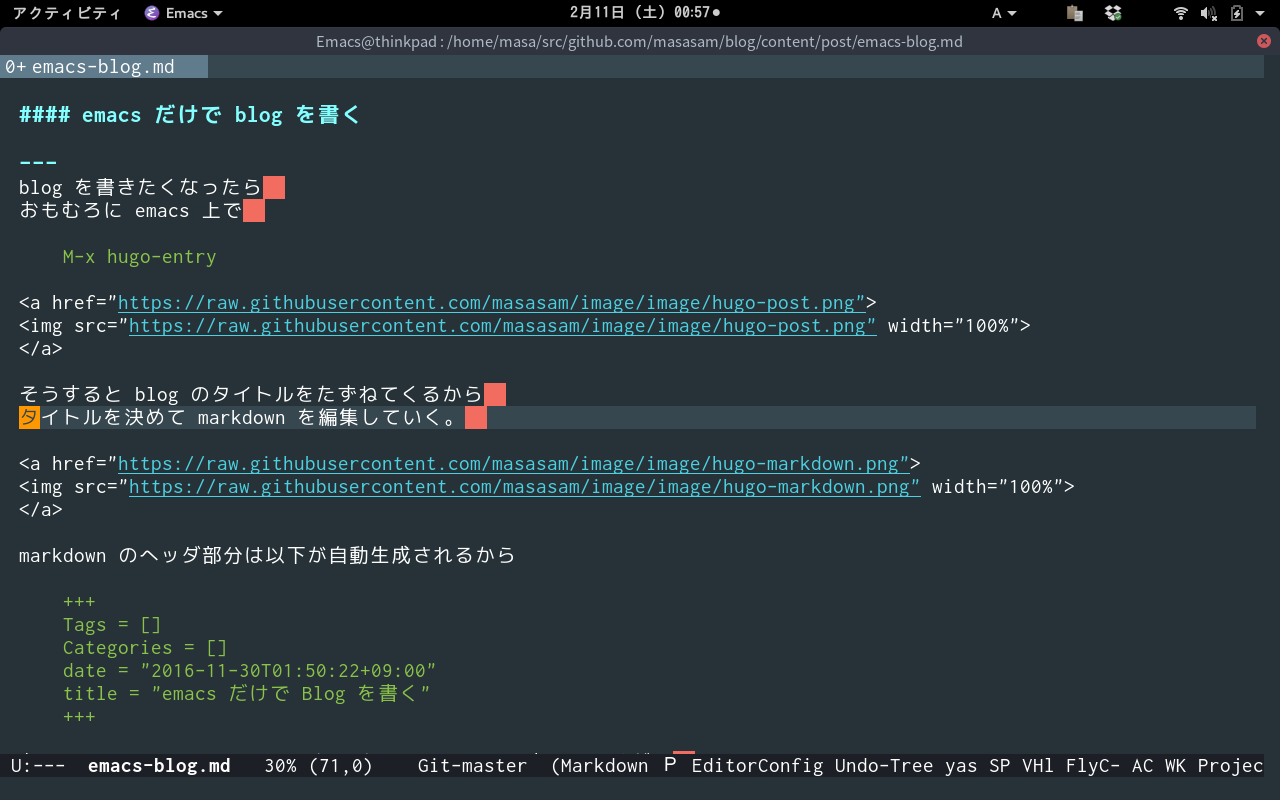 アクティビティ Emacs 2月11日 (土) 00:57● A
Emacs@thinkpad : /home/masa/src/github.com/masasam/blog/content/post/emacs-blog.md
0+ emacs-blog.md
#### emacs だけで blog を書く
---
blog を書きたくなったら
おもむろに emacs 上で
M-x hugo-entry
<a href="https://raw.githubusercontent.com/masasam/image/image/hugo-post.png">
<img src="https://raw.githubusercontent.com/masasam/image/image/hugo-post.png" width="100%">
</a>
そうすると blog のタイトルをたずねてくるから
タイトルを決めて markdown を編集していく。
<a href="https://raw.githubusercontent.com/masasam/image/image/hugo-markdown.png">
<img src="https://raw.githubusercontent.com/masasam/image/image/hugo-markdown.png" width="100%">
</a>
markdown のヘッダ部分は以下が自動生成されるから
+++
Tags = []
Categories = []
date = "2016-11-30T01:50:22+09:00"
title = "emacs だけで Blog を書く"
+++
U:--- emacs-blog.md 30% (71,0) Git-master (Markdown P EditorConfig Undo-Tree yas SP VHl FlyC- AC WK Projec